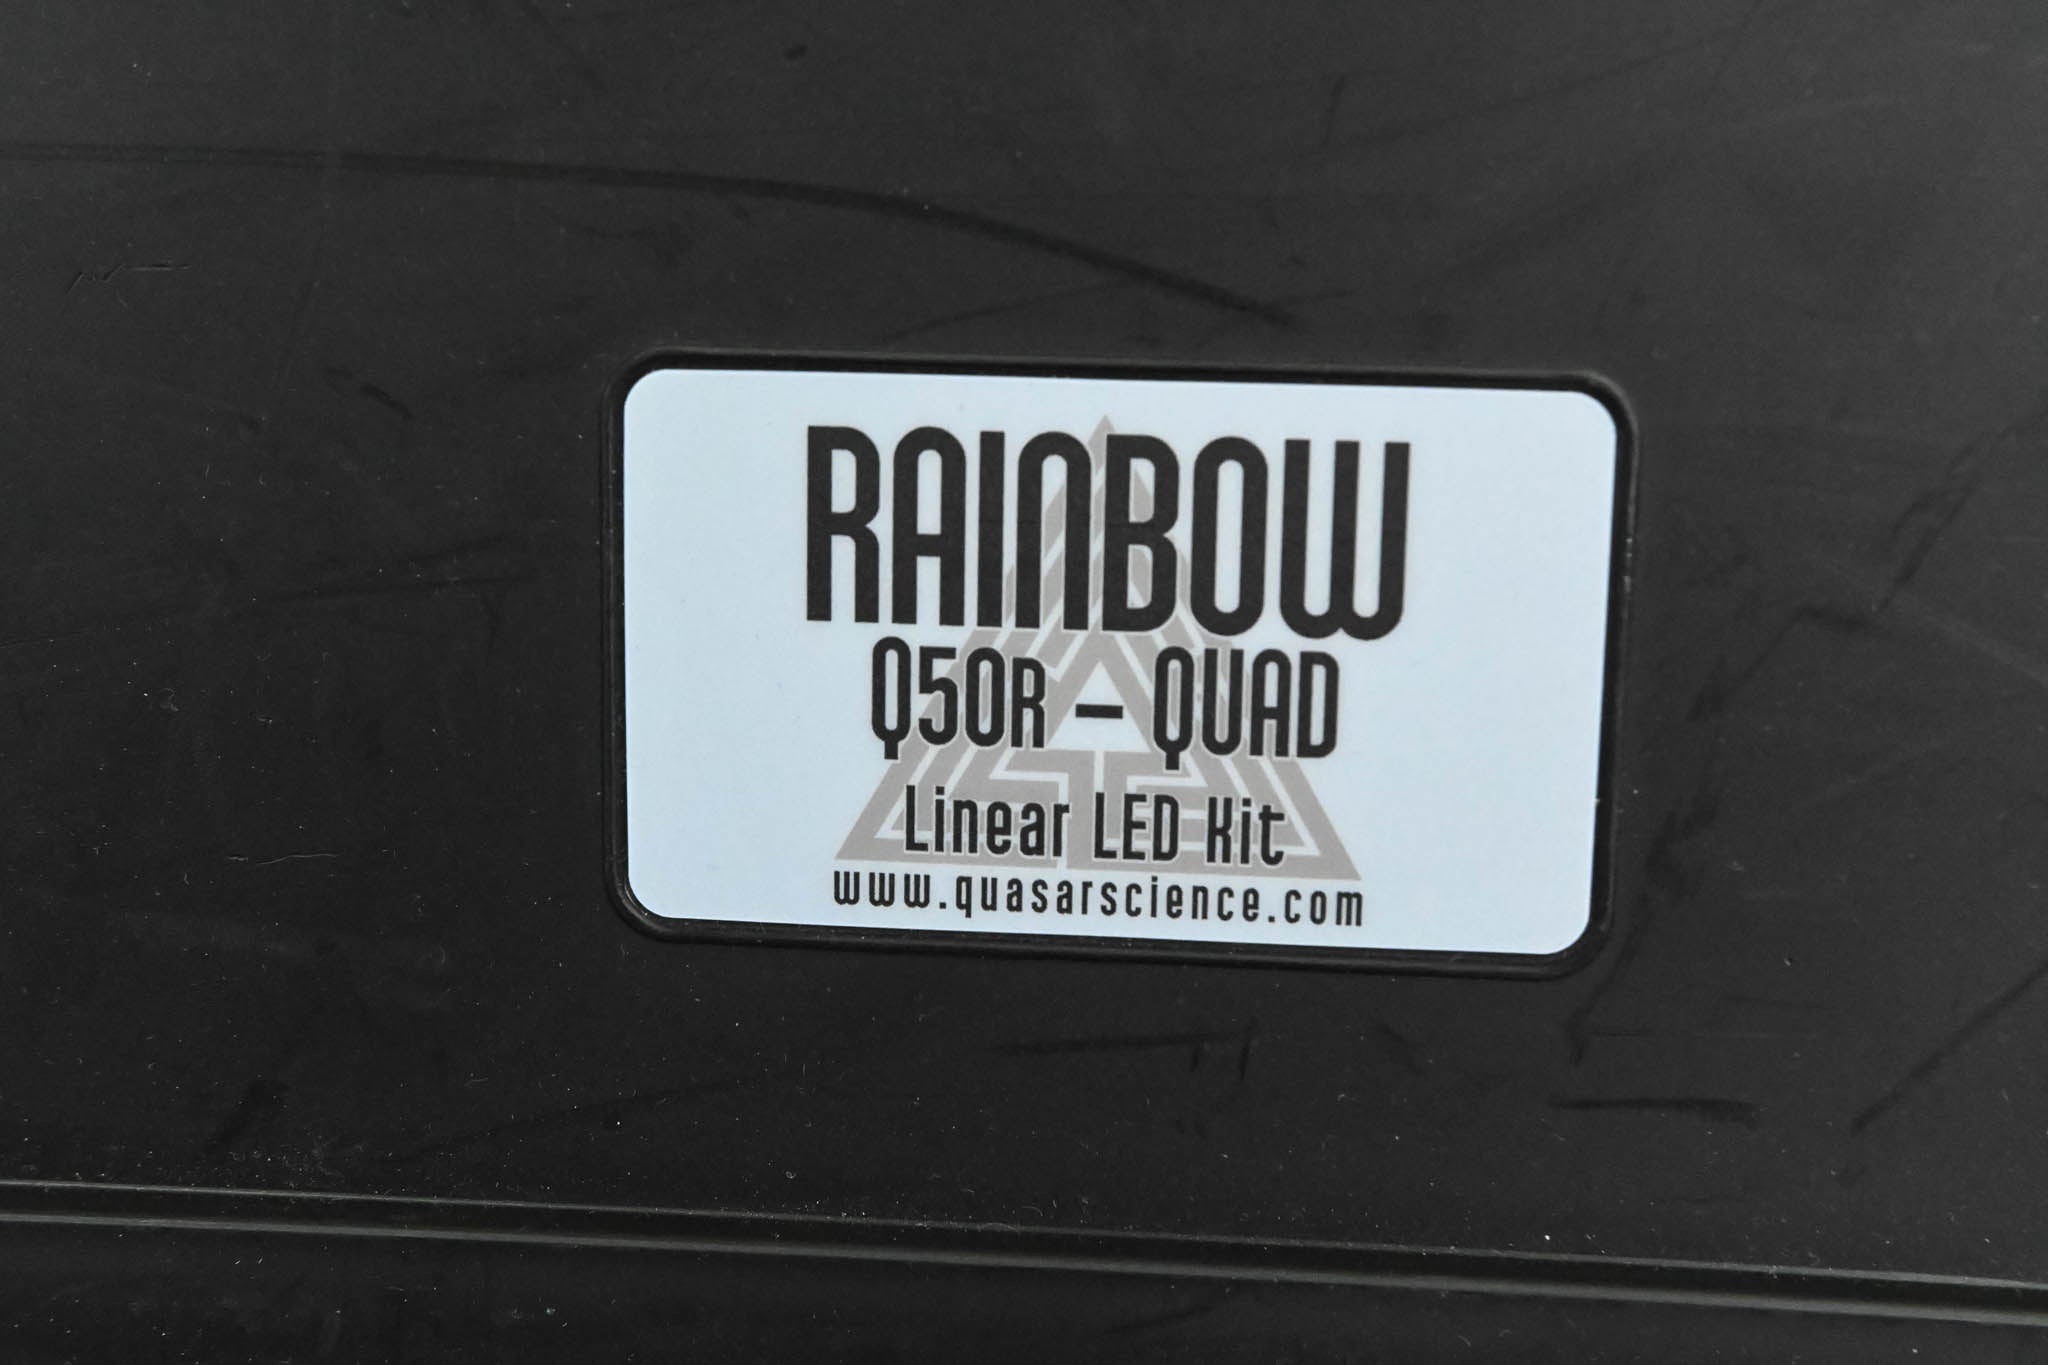 RAINBOW
Q50R – QUAD
Linear LED Kit
www.quasarscience.com